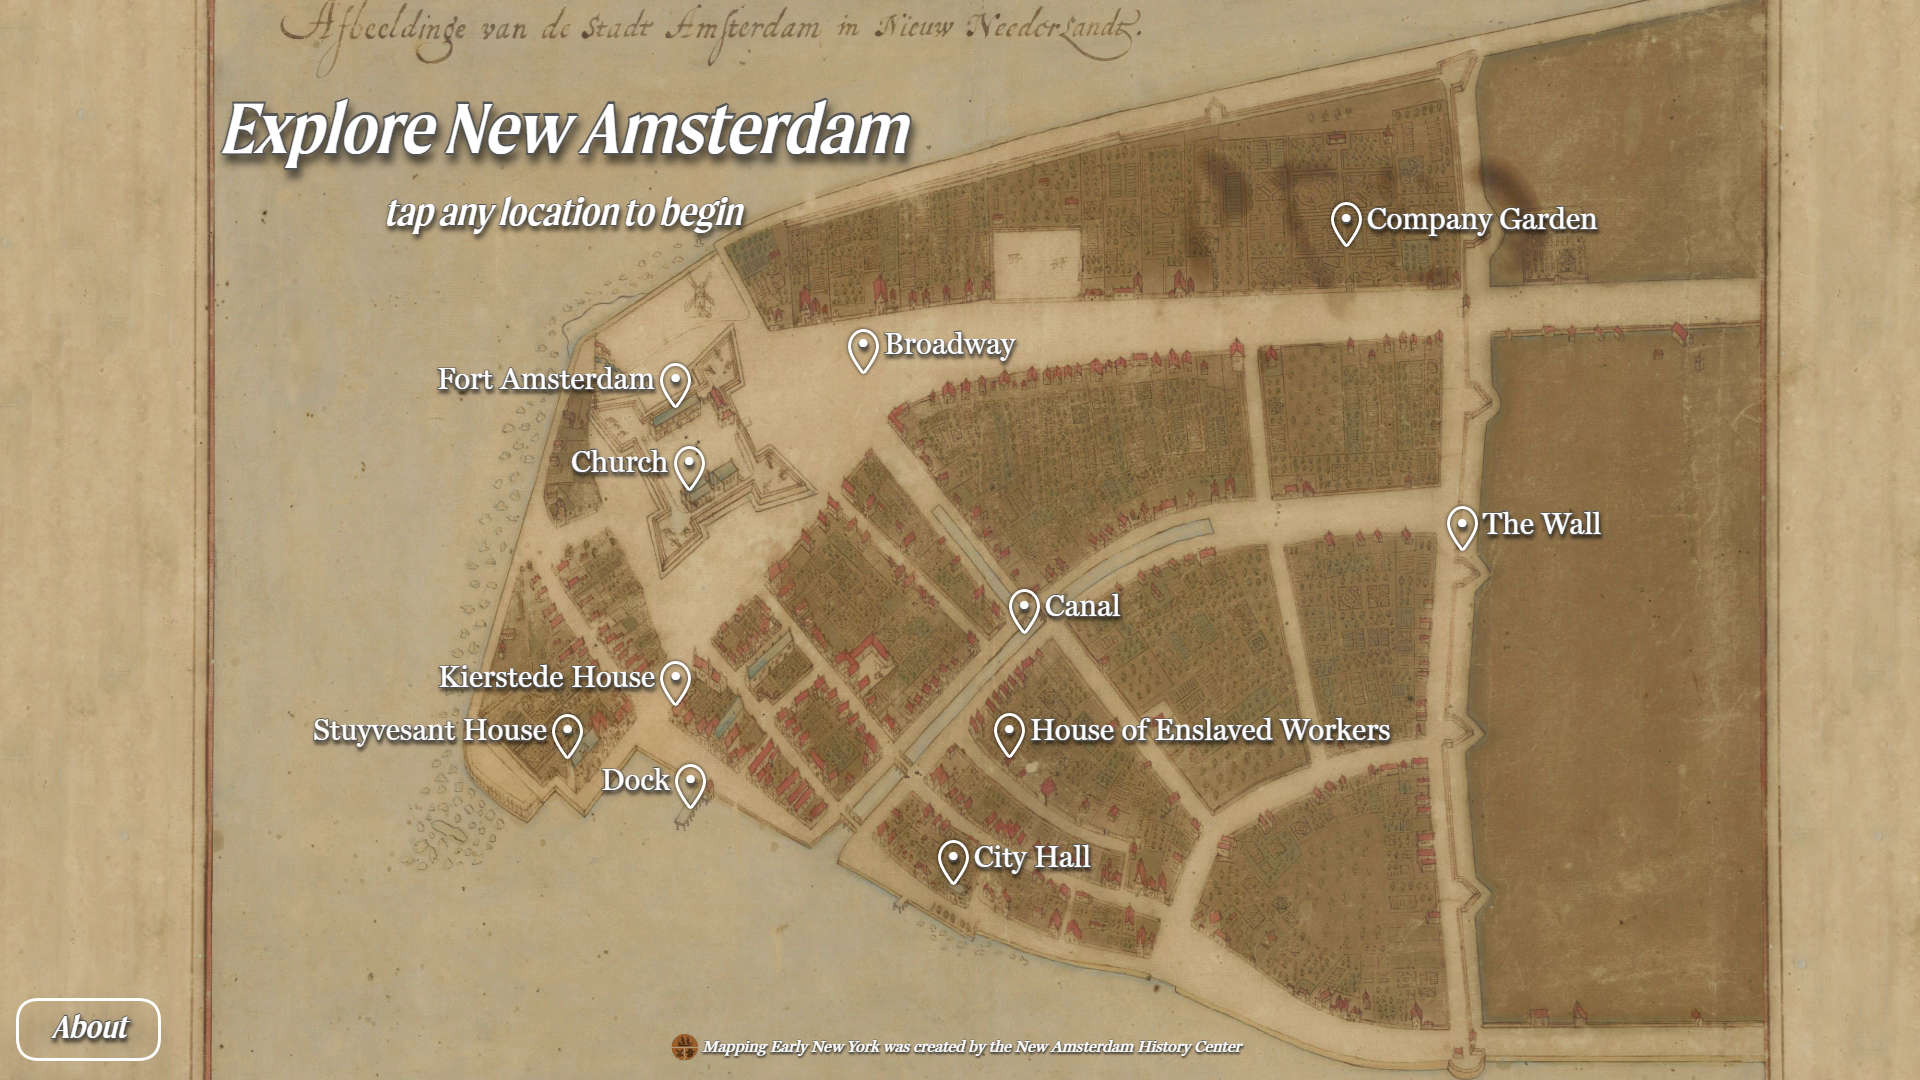 Afbeeldinge van de Stadt Amsterdam in Nieuw Neederlandt.
Explore New Amsterdam
tap any location to begin
Company Garden
Broadway
Fort Amsterdam
Church
The Wall
Canal
Kierstede House
Stuyvesant House
House of Enslaved Workers
Dock
City Hall
About
Mapping Early New York was created by the New Amsterdam History Center